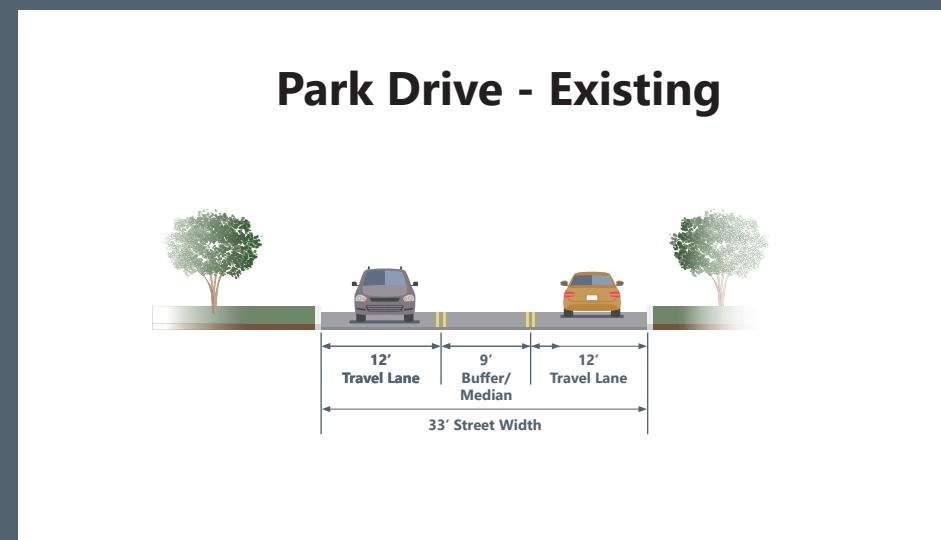 Park Drive - Existing
12′
Travel Lane
9′
Buffer/
Median
12′
Travel Lane
33′ Street Width